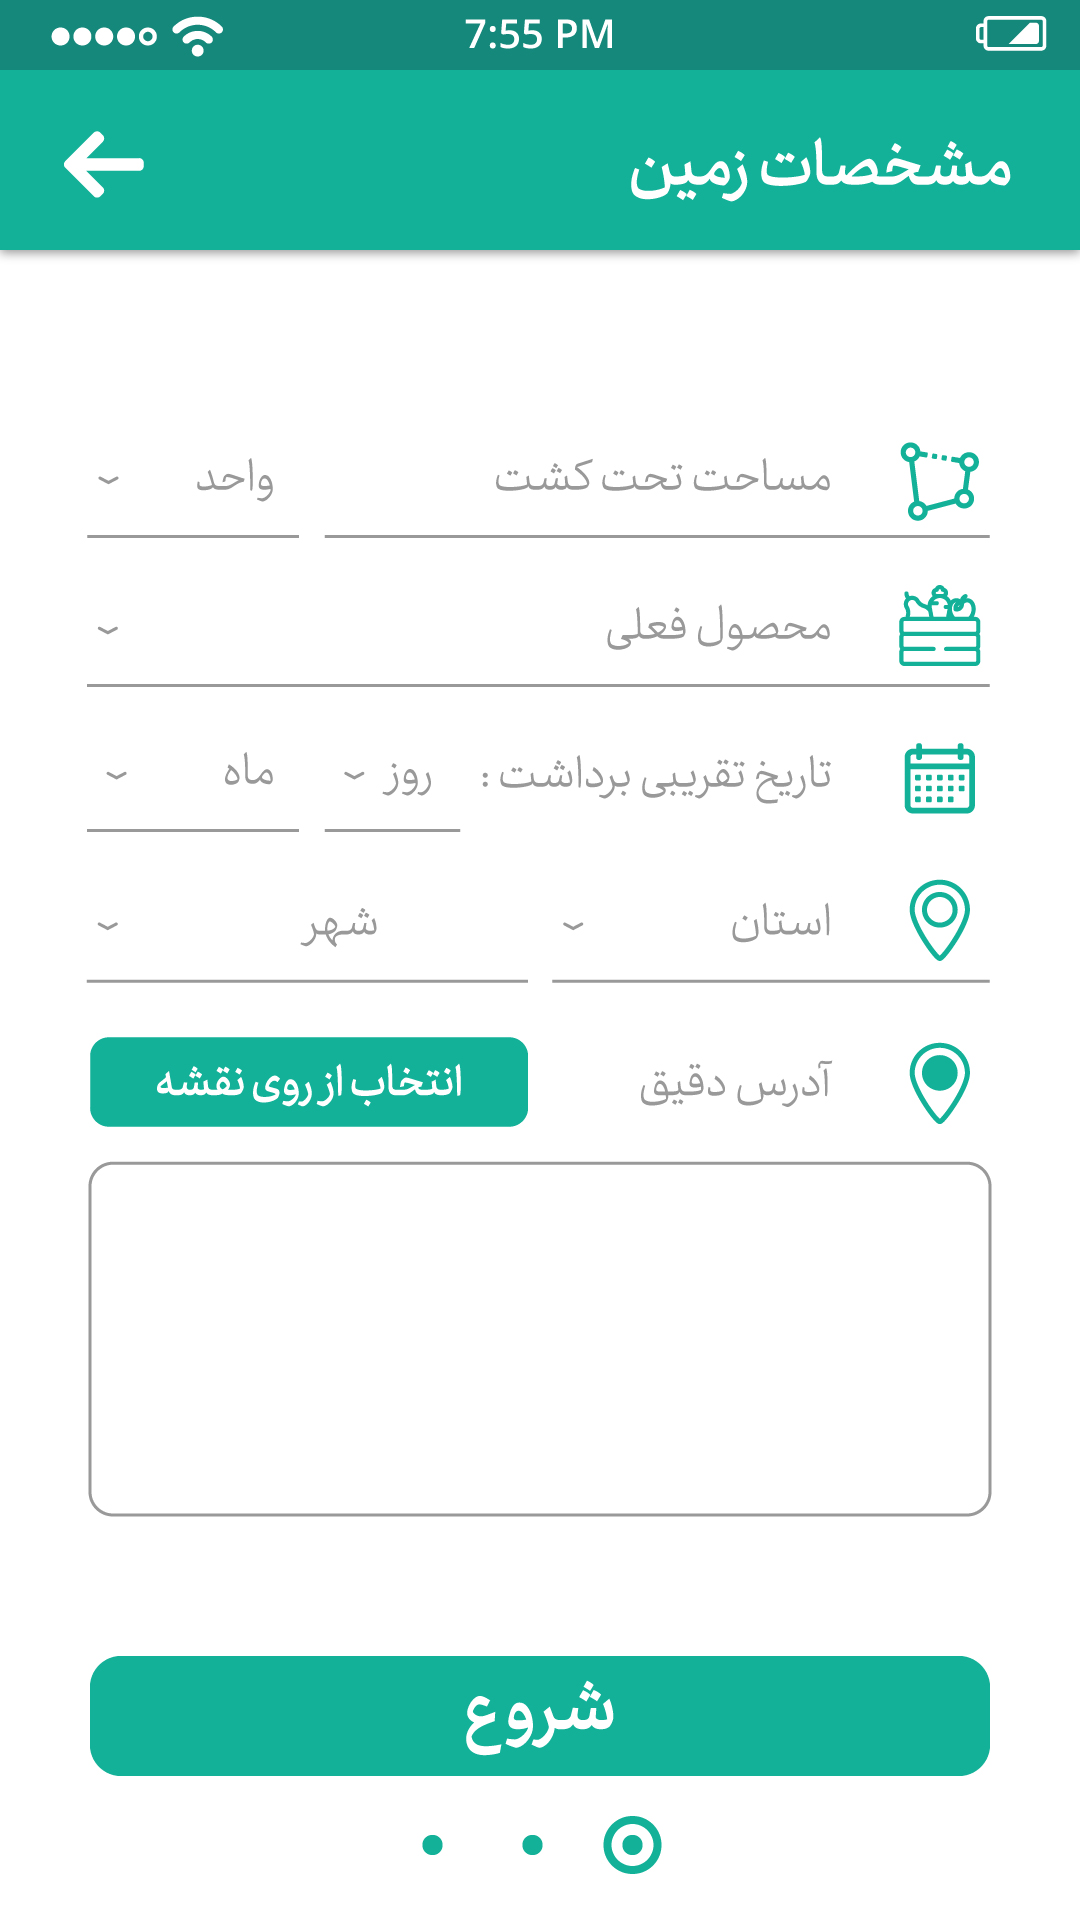 7:55 PM
مشخصات زمین
مساحت تحت کشت واحد
محصول فعلی
تاریخ تقریبی برداشت : روز ماه
استان شهر
آدرس دقیق انتخاب از روی نقشه
شروع